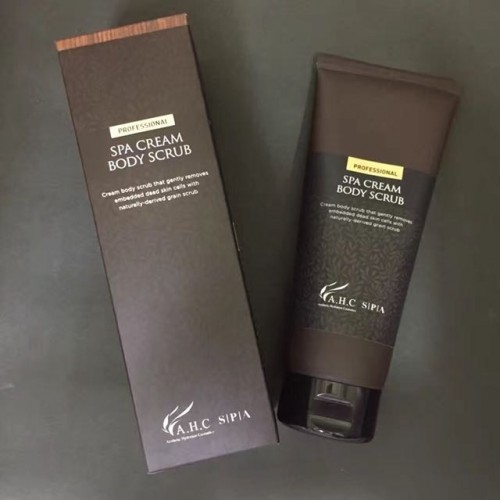 PROFESSIONAL
SPA CREAM
BODY SCRUB
Cream body scrub that gently removes
embedded dead skin cells with
naturally-derived grain scrub
A.H.C S|P|A
PROFESSIONAL
SPA CREAM
BODY SCRUB
Cream body scrub that gently removes
embedded dead skin cells with
naturally-derived grain scrub
A.H.C S|P|A